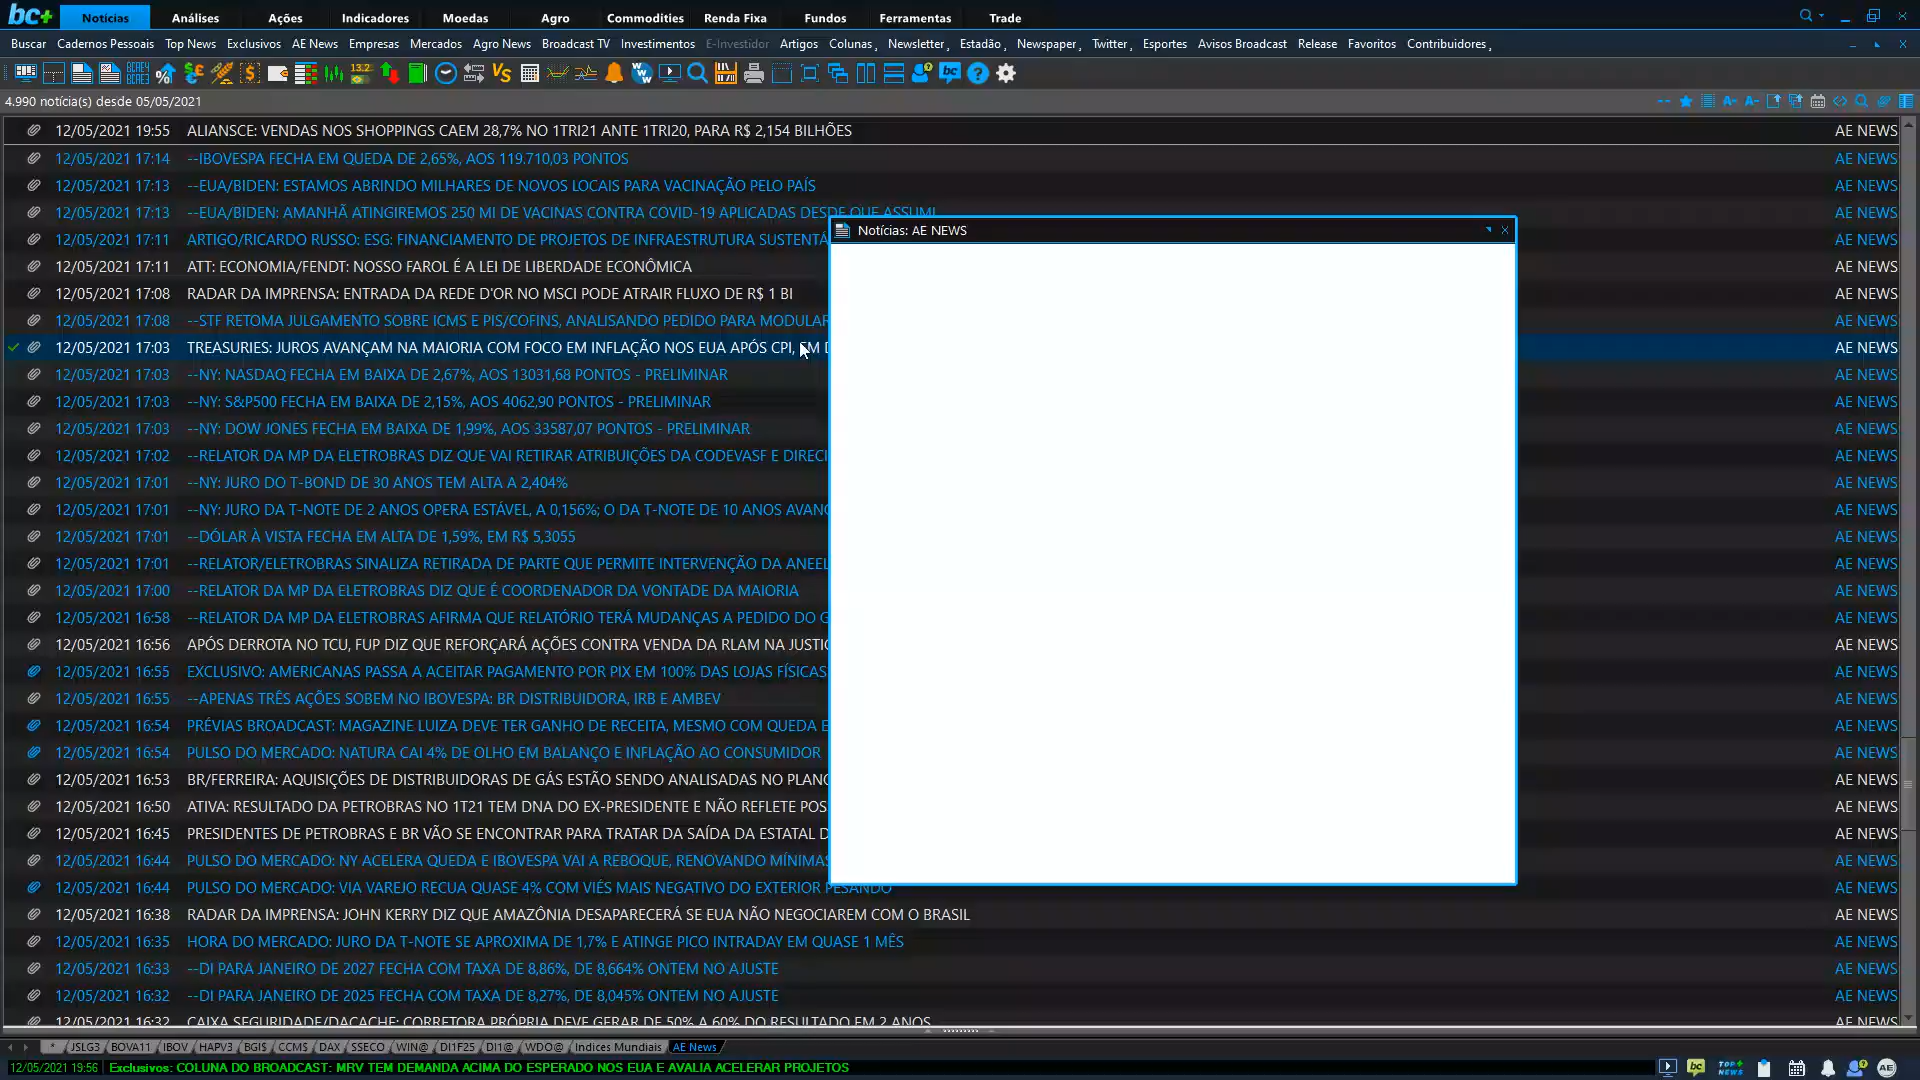 bc+ Notícias Análises Ações Indicadores Moedas Agro Commodities Renda Fixa Fundos Ferramentas Trade
Buscar Cadernos Pessoais Top News Exclusivos AE News Empresas Mercados Agro News Broadcast TV Investimentos E-Investidor Artigos Colunas Newsletter Estadão Newspaper Twitter Esportes Avisos Broadcast Release Favoritos Contribuidores
4.990 notícia(s) desde 05/05/2021
12/05/2021 19:55 ALIANSCE: VENDAS NOS SHOPPINGS CAEM 28,7% NO 1TRI21 ANTE 1TRI20, PARA R$ 2,154 BILHÕES AE NEWS
12/05/2021 17:14 --IBOVESPA FECHA EM QUEDA DE 2,65%, AOS 119.710,03 PONTOS AE NEWS
12/05/2021 17:13 --EUA/BIDEN: ESTAMOS ABRINDO MILHARES DE NOVOS LOCAIS PARA VACINAÇÃO PELO PAÍS AE NEWS
12/05/2021 17:13 --EUA/BIDEN: AMANHÃ ATINGIREMOS 250 MI DE VACINAS CONTRA COVID-19 APLICADAS DESDE QUE ASSUMI AE NEWS
Notícias: AE NEWS
12/05/2021 17:11 ARTIGO/RICARDO RUSSO: ESG: FINANCIAMENTO DE PROJETOS DE INFRAESTRUTURA SUSTENTÁ AE NEWS
12/05/2021 17:11 ATT: ECONOMIA/FENDT: NOSSO FAROL É A LEI DE LIBERDADE ECONÔMICA AE NEWS
12/05/2021 17:08 RADAR DA IMPRENSA: ENTRADA DA REDE D'OR NO MSCI PODE ATRAIR FLUXO DE R$ 1 BI AE NEWS
12/05/2021 17:08 --STF RETOMA JULGAMENTO SOBRE ICMS E PIS/COFINS, ANALISANDO PEDIDO PARA MODULAR AE NEWS
12/05/2021 17:03 TREASURIES: JUROS AVANÇAM NA MAIORIA COM FOCO EM INFLAÇÃO NOS EUA APÓS CPI, EM D AE NEWS
12/05/2021 17:03 --NY: NASDAQ FECHA EM BAIXA DE 2,67%, AOS 13031,68 PONTOS - PRELIMINAR AE NEWS
12/05/2021 17:03 --NY: S&P500 FECHA EM BAIXA DE 2,15%, AOS 4062,90 PONTOS - PRELIMINAR AE NEWS
12/05/2021 17:03 --NY: DOW JONES FECHA EM BAIXA DE 1,99%, AOS 33587,07 PONTOS - PRELIMINAR AE NEWS
12/05/2021 17:02 --RELATOR DA MP DA ELETROBRAS DIZ QUE VAI RETIRAR ATRIBUIÇÕES DA CODEVASF E DIRECI AE NEWS
12/05/2021 17:01 --NY: JURO DO T-BOND DE 30 ANOS TEM ALTA A 2,404% AE NEWS
12/05/2021 17:01 --NY: JURO DA T-NOTE DE 2 ANOS OPERA ESTÁVEL, A 0,156%; O DA T-NOTE DE 10 ANOS AVANÇ AE NEWS
12/05/2021 17:01 --DÓLAR À VISTA FECHA EM ALTA DE 1,59%, EM R$ 5,3055 AE NEWS
12/05/2021 17:01 --RELATOR/ELETROBRAS SINALIZA RETIRADA DE PARTE QUE PERMITE INTERVENÇÃO DA ANEEL AE NEWS
12/05/2021 17:00 --RELATOR DA MP DA ELETROBRAS DIZ QUE É COORDENADOR DA VONTADE DA MAIORIA AE NEWS
12/05/2021 16:58 --RELATOR DA MP DA ELETROBRAS AFIRMA QUE RELATÓRIO TERÁ MUDANÇAS A PEDIDO DO G AE NEWS
12/05/2021 16:56 APÓS DERROTA NO TCU, FUP DIZ QUE REFORÇARÁ AÇÕES CONTRA VENDA DA RLAM NA JUSTIÇ AE NEWS
12/05/2021 16:55 EXCLUSIVO: AMERICANAS PASSA A ACEITAR PAGAMENTO POR PIX EM 100% DAS LOJAS FÍSICAS AE NEWS
12/05/2021 16:55 --APENAS TRÊS AÇÕES SOBEM NO IBOVESPA: BR DISTRIBUIDORA, IRB E AMBEV AE NEWS
12/05/2021 16:54 PRÉVIAS BROADCAST: MAGAZINE LUIZA DEVE TER GANHO DE RECEITA, MESMO COM QUEDA E AE NEWS
12/05/2021 16:54 PULSO DO MERCADO: NATURA CAI 4% DE OLHO EM BALANÇO E INFLAÇÃO AO CONSUMIDOR AE NEWS
12/05/2021 16:53 BR/FERREIRA: AQUISIÇÕES DE DISTRIBUIDORAS DE GÁS ESTÃO SENDO ANALISADAS NO PLANO AE NEWS
12/05/2021 16:50 ATIVA: RESULTADO DA PETROBRAS NO 1T21 TEM DNA DO EX-PRESIDENTE E NÃO REFLETE POS AE NEWS
12/05/2021 16:45 PRESIDENTES DE PETROBRAS E BR VÃO SE ENCONTRAR PARA TRATAR DA SAÍDA DA ESTATAL D AE NEWS
12/05/2021 16:44 PULSO DO MERCADO: NY ACELERA QUEDA E IBOVESPA VAI A REBOQUE, RENOVANDO MÍNIMAS AE NEWS
12/05/2021 16:44 PULSO DO MERCADO: VIA VAREJO RECUA QUASE 4% COM VIÉS MAIS NEGATIVO DO EXTERIOR PESANDO AE NEWS
12/05/2021 16:38 RADAR DA IMPRENSA: JOHN KERRY DIZ QUE AMAZÔNIA DESAPARECERÁ SE EUA NÃO NEGOCIAREM COM O BRASIL AE NEWS
12/05/2021 16:35 HORA DO MERCADO: JURO DA T-NOTE SE APROXIMA DE 1,7% E ATINGE PICO INTRADAY EM QUASE 1 MÊS AE NEWS
12/05/2021 16:33 --DI PARA JANEIRO DE 2027 FECHA COM TAXA DE 8,86%, DE 8,664% ONTEM NO AJUSTE AE NEWS
12/05/2021 16:32 --DI PARA JANEIRO DE 2025 FECHA COM TAXA DE 8,27%, DE 8,045% ONTEM NO AJUSTE AE NEWS
12/05/2021 16:32 CAIXA SEGURIDADE/DACACHE: CORRETORA PRÓPRIA DEVE GERAR DE 50% A 60% DO RESULTADO EM 2 ANOS AE NEWS
* JSLG3 BOVA11 IBOV HAPV3 BGI$ CCM$ DAX SSECO WIN@ DI1F25 DI1@ WDO@ Indices Mundiais AE News
12/05/2021 19:56 Exclusivos: COLUNA DO BROADCAST: MRV TEM DEMANDA ACIMA DO ESPERADO NOS EUA E AVALIA ACELERAR PROJETOS